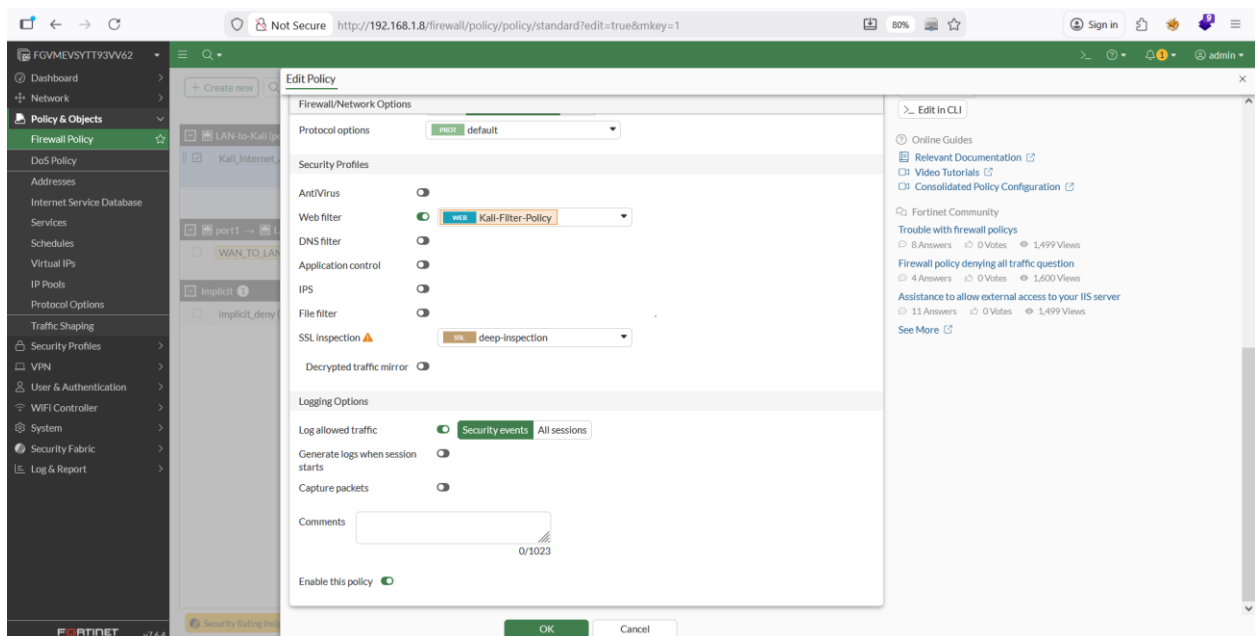 Not Secure http://192.168.1.8/firewall/policy/policy/standard?edit=true&mkey=1
80%
Sign in
9
FGVMEVSYTT93VV62
1
admin
Dashboard
Network
Policy & Objects
Firewall Policy
DoS Policy
Addresses
Internet Service Database
Services
Schedules
Virtual IPs
IP Pools
Protocol Options
Traffic Shaping
Security Profiles
VPN
User & Authentication
WiFi Controller
System
Security Fabric
Log & Report
FORTINET v7.6.4
Create new
LAN-to-Kali (po
Kali_Internet_
port1 → L
WAN_TO_LAN
Implicit 1
Implicit_deny (
Security Rating Insi
Edit Policy
Firewall/Network Options
Protocol options PROT default
Security Profiles
AntiVirus
Web filter WEB Kali-Filter-Policy
DNS filter
Application control
IPS
File filter
SSL inspection SSL deep-inspection
Decrypted traffic mirror
Logging Options
Log allowed traffic Security events All sessions
Generate logs when session
starts
Capture packets
Comments
0/1023
Enable this policy
OK Cancel
>_ Edit in CLI
Online Guides
Relevant Documentation
Video Tutorials
Consolidated Policy Configuration
Fortinet Community
Trouble with firewall policys
8 Answers 0 Votes 1,499 Views
Firewall policy denying all traffic question
4 Answers 0 Votes 1,600 Views
Assistance to allow external access to your IIS server
11 Answers 0 Votes 1,499 Views
See More